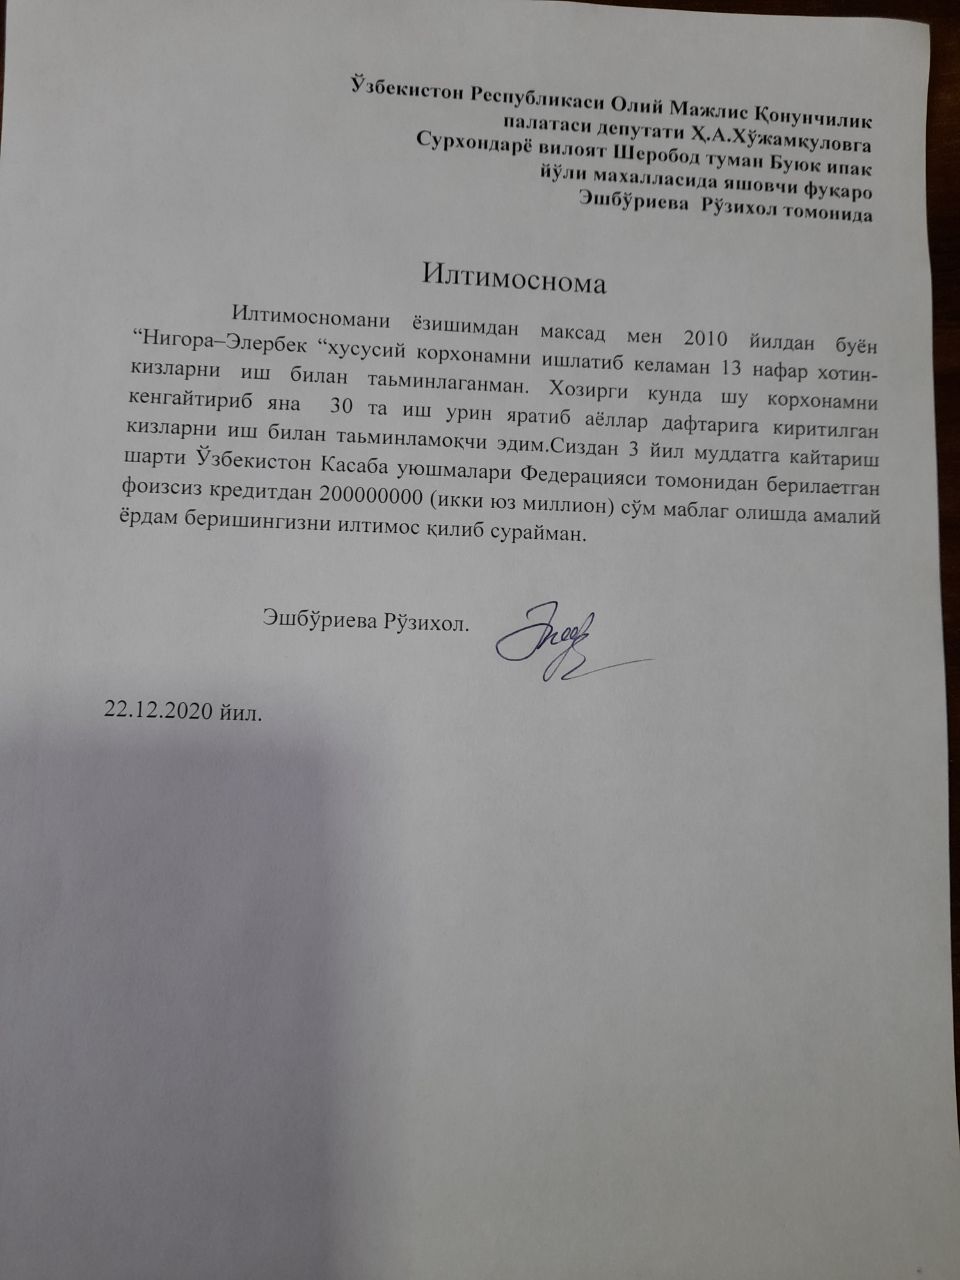 Ўзбекистон Республикаси Олий Мажлис Қонунчилик
палатаси депутати Ҳ.А.Хўжамқуловга
Сурхондарё вилоят Шеробод туман Буюк ипак
йўли махалласида яшовчи фуқаро
Эшбўриева Рўзихол томонида
Илтимоснома
Илтимосномани ёзишимдан максад мен 2010 йилдан буён
“Нигора–Элербек “хусусий корхонамни ишлатиб келаман 13 нафар хотин-
кизларни иш билан таьминлаганман. Хозирги кунда шу корхонамни
кенгайтириб яна 30 та иш урин яратиб аёллар дафтарига киритилган
кизларни иш билан таьминламоқчи эдим.Сиздан 3 йил муддатга кайтариш
шарти Ўзбекистон Касаба уюшмалари Федерацияси томонидан берилаетган
фоизсиз кредитдан 200000000 (икки юз миллион) сўм маблаг олишда амалий
ёрдам беришингизни илтимос қилиб сурайман.
Эшбўриева Рўзихол.
22.12.2020 йил.